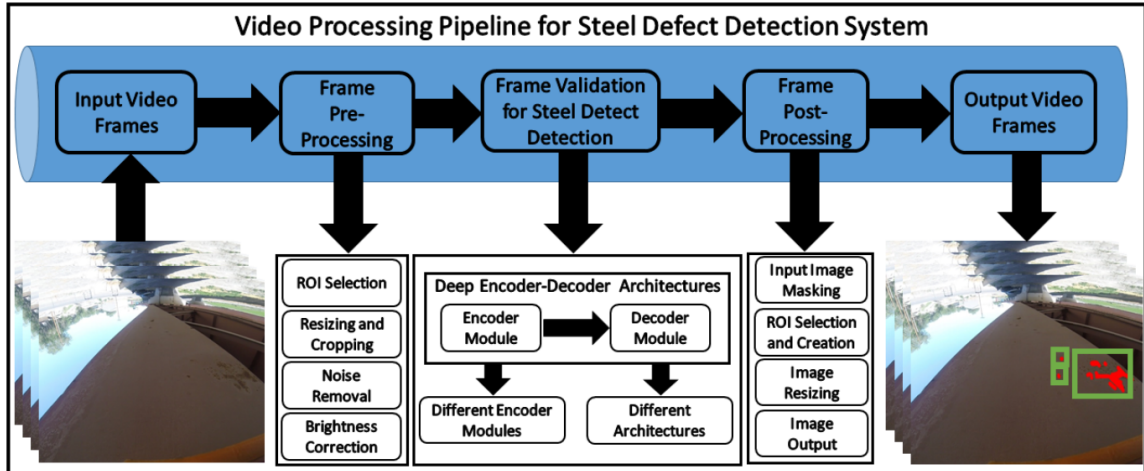 Video Processing Pipeline for Steel Defect Detection System
Input Video
Frames
Frame
Pre-
Processing
Frame Validation
for Steel Detect
Detection
Frame
Post-
Processing
Output Video
Frames
ROI Selection
Resizing and
Cropping
Noise
Removal
Brightness
Correction
Deep Encoder-Decoder Architectures
Encoder
Module
Decoder
Module
Different Encoder
Modules
Different
Architectures
Input Image
Masking
ROI Selection
and Creation
Image
Resizing
Image
Output